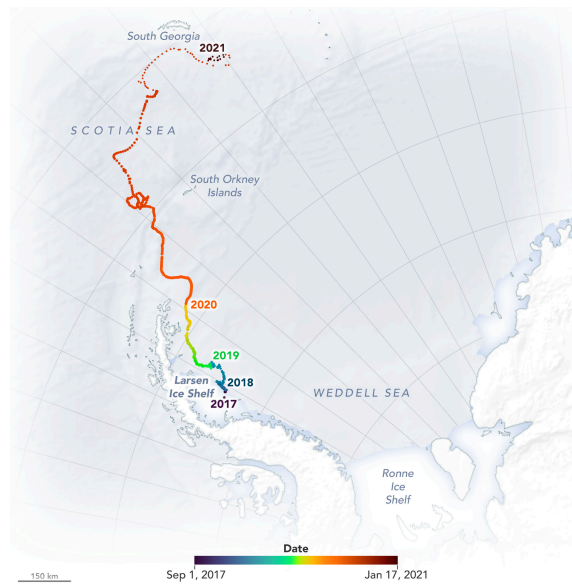 South Georgia
2021
SCOTIA SEA
South Orkney
Islands
2020
2019
Larsen
Ice Shelf
2018
2017
WEDDELL SEA
Ronne
Ice
Shelf
Date
Sep 1, 2017
Jan 17, 2021
150 km